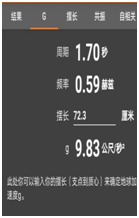 结果 G 摆长 共振 自相关
周期 1.70 秒
频率 0.59 赫兹
摆长 72.3 厘米
g 9.83 公尺/秒²
此处你可以输入你的摆长（支点到质心）来确定地球加
速度g。